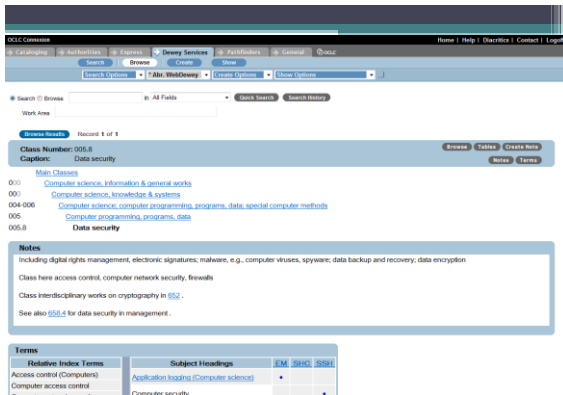 OCLC Connexion
Home | Help | Diacritics | Contact | Logoff
Cataloging Authorities Express Dewey Services Pathfinders General OCLC
Search Browse Create Show
Search Options * Abr. WebDewey Create Options Show Options
Search Browse in All Fields Quick Search Search History
Work Area
Browse Results Record 1 of 1
Class Number: 005.8 Browse Tables Create Note
Caption: Data security Notes Terms
Main Classes
000 Computer science, information & general works
000 Computer science, knowledge & systems
004-006 Computer science; computer programming, programs, data; special computer methods
005 Computer programming, programs, data
005.8 Data security
Notes
Including digital rights management, electronic signatures; malware, e.g., computer viruses, spyware; data backup and recovery; data encryption
Class here access control, computer network security, firewalls
Class interdisciplinary works on cryptography in 652 .
See also 658.4 for data security in management .
Terms
Relative Index Terms Subject Headings EM SHC SSH
Access control (Computers) Application logging (Computer science)
Computer access control Computer security